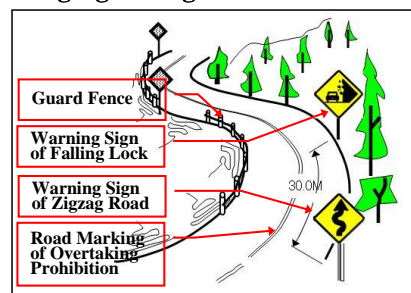 Guard Fence
Warning Sign
of Falling Lock
Warning Sign
of Zigzag Road
30.0M
Road Marking
of Overtaking
Prohibition